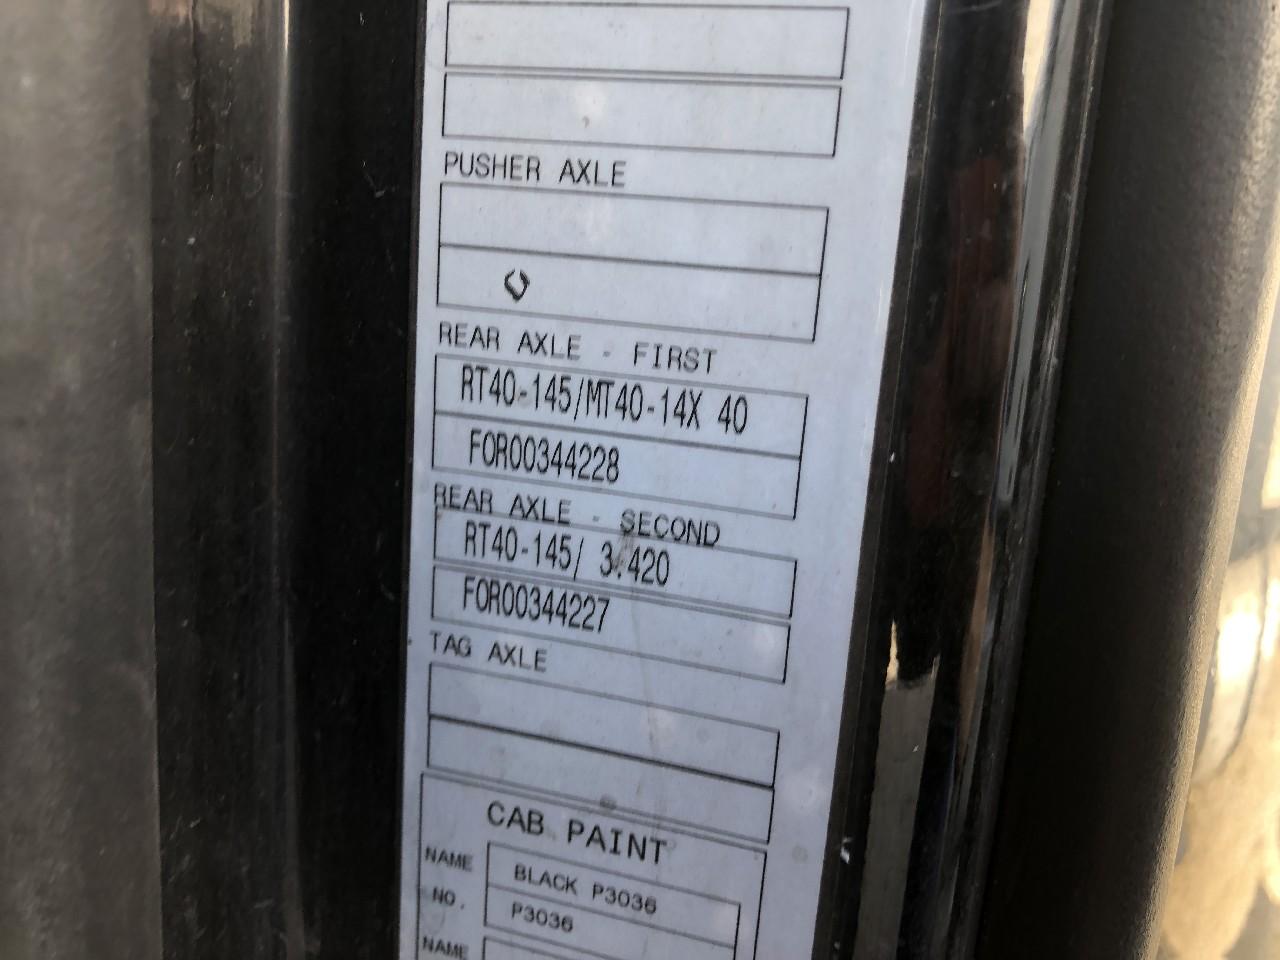 PUSHER AXLE
REAR AXLE - FIRST
RT40-145/MT40-14X 40
FOR00344228
REAR AXLE - SECOND
RT40-145/ 3.420
FOR00344227
TAG AXLE
CAB PAINT
NAME BLACK P3036
NO. P3036
NAME